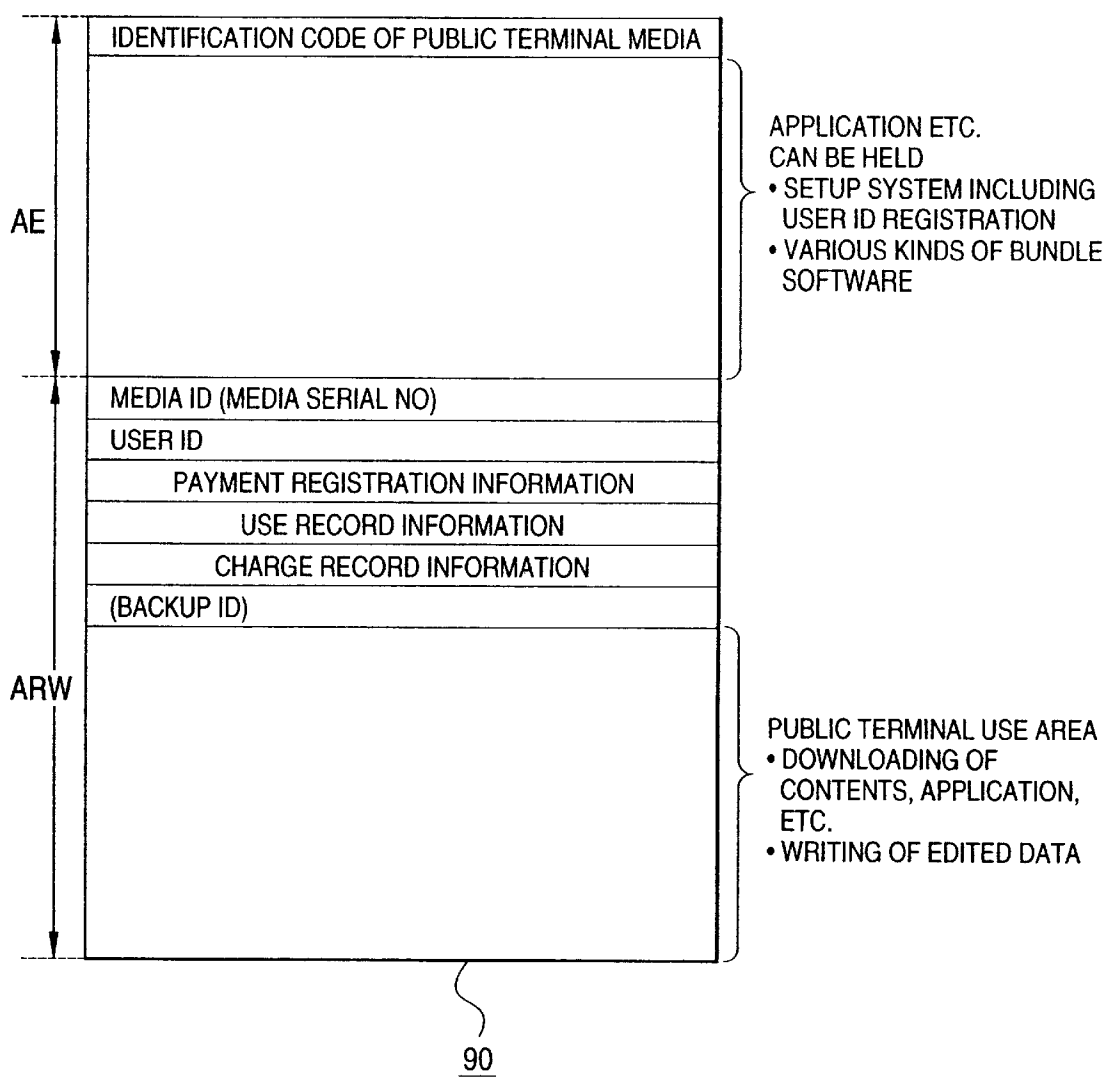 IDENTIFICATION CODE OF PUBLIC TERMINAL MEDIA
APPLICATION ETC.
CAN BE HELD
• SETUP SYSTEM INCLUDING
USER ID REGISTRATION
• VARIOUS KINDS OF BUNDLE
SOFTWARE
AE
MEDIA ID (MEDIA SERIAL NO)
USER ID
PAYMENT REGISTRATION INFORMATION
USE RECORD INFORMATION
CHARGE RECORD INFORMATION
(BACKUP ID)
ARW
PUBLIC TERMINAL USE AREA
• DOWNLOADING OF
CONTENTS, APPLICATION,
ETC.
• WRITING OF EDITED DATA
90